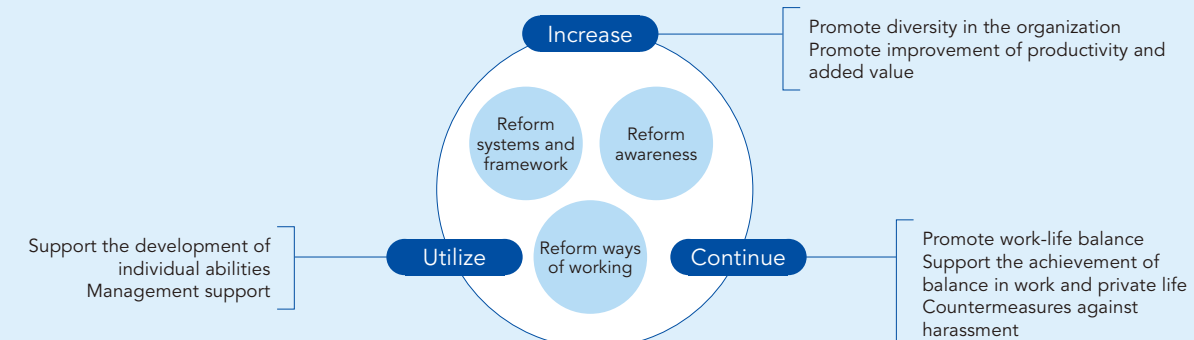 Increase
Promote diversity in the organization
Promote improvement of productivity and
added value
Reform
systems and
framework
Reform
awareness
Support the development of
individual abilities
Management support
Utilize
Reform ways
of working
Continue
Promote work-life balance
Support the achievement of
balance in work and private life
Countermeasures against
harassment